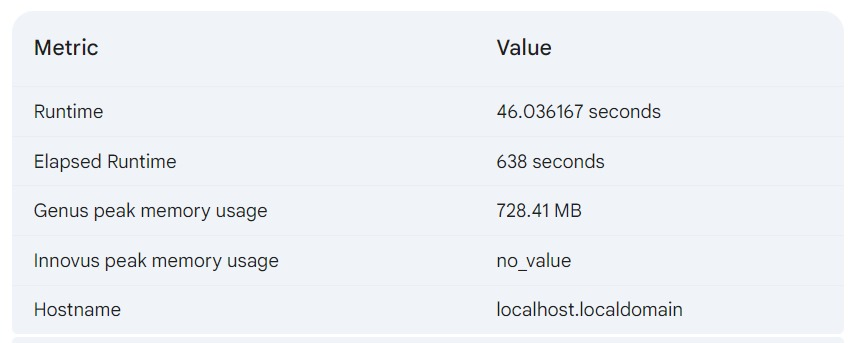 Metric Value
Runtime 46.036167 seconds
Elapsed Runtime 638 seconds
Genus peak memory usage 728.41 MB
Innovus peak memory usage no_value
Hostname localhost.localdomain